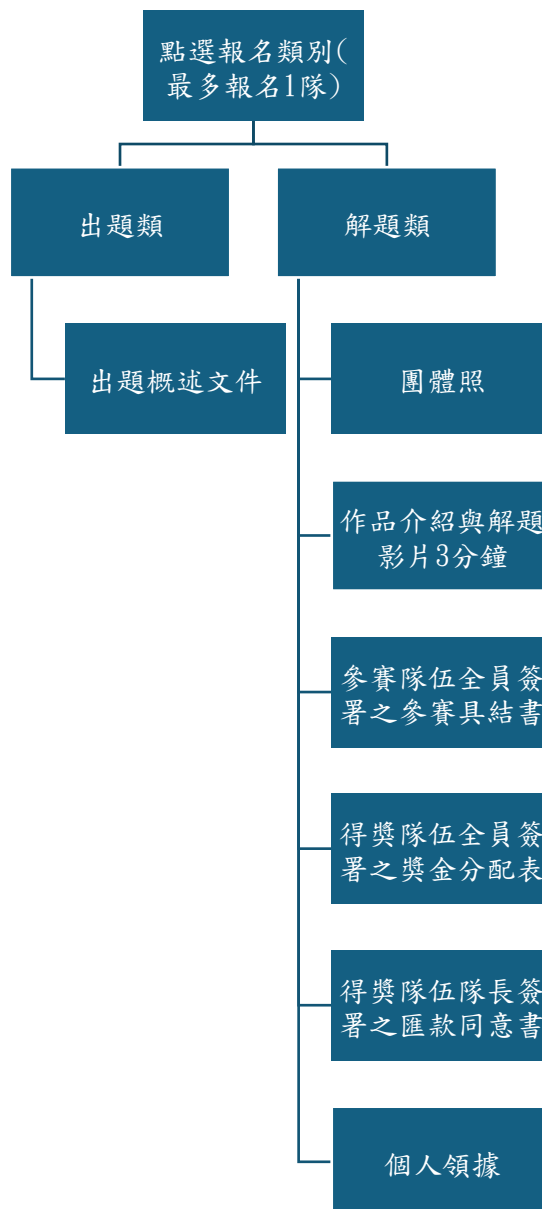 點選報名類別(
最多報名1隊)
出題類
解題類
出題概述文件
團體照
作品介紹與解題
影片3分鐘
參賽隊伍全員簽
署之參賽具結書
得獎隊伍全員簽
署之獎金分配表
得獎隊伍隊長簽
署之匯款同意書
個人領據